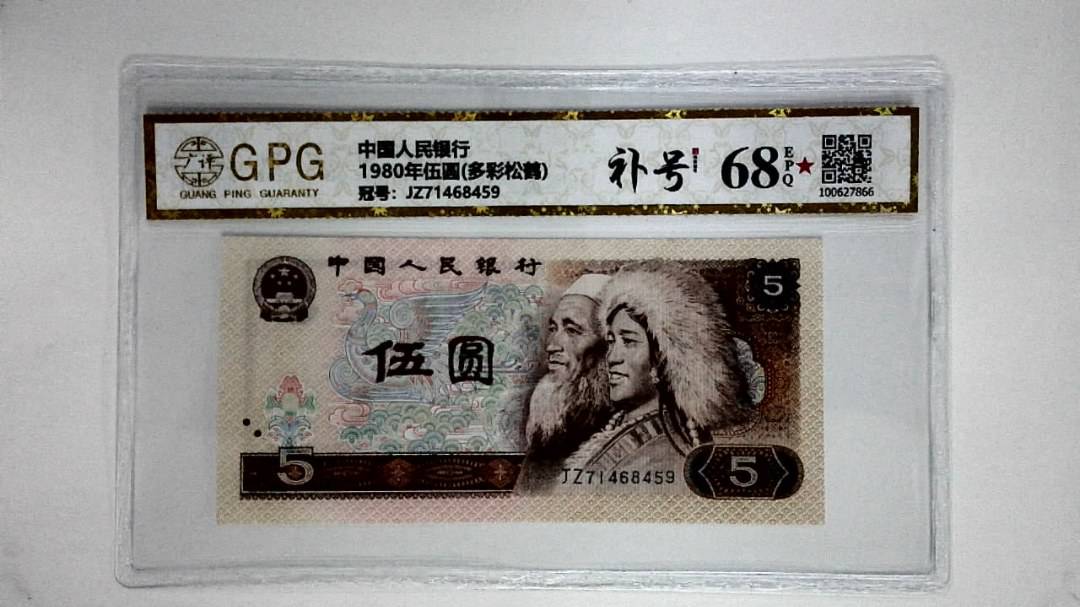 广评
GPG
GUANG PING GUARANTY
中国人民银行
1980年伍圆(多彩松鹤)
冠号：JZ71468459
补号
68
EPQ
100627866
中国人民银行
5
伍圆
5
JZ71468459
5